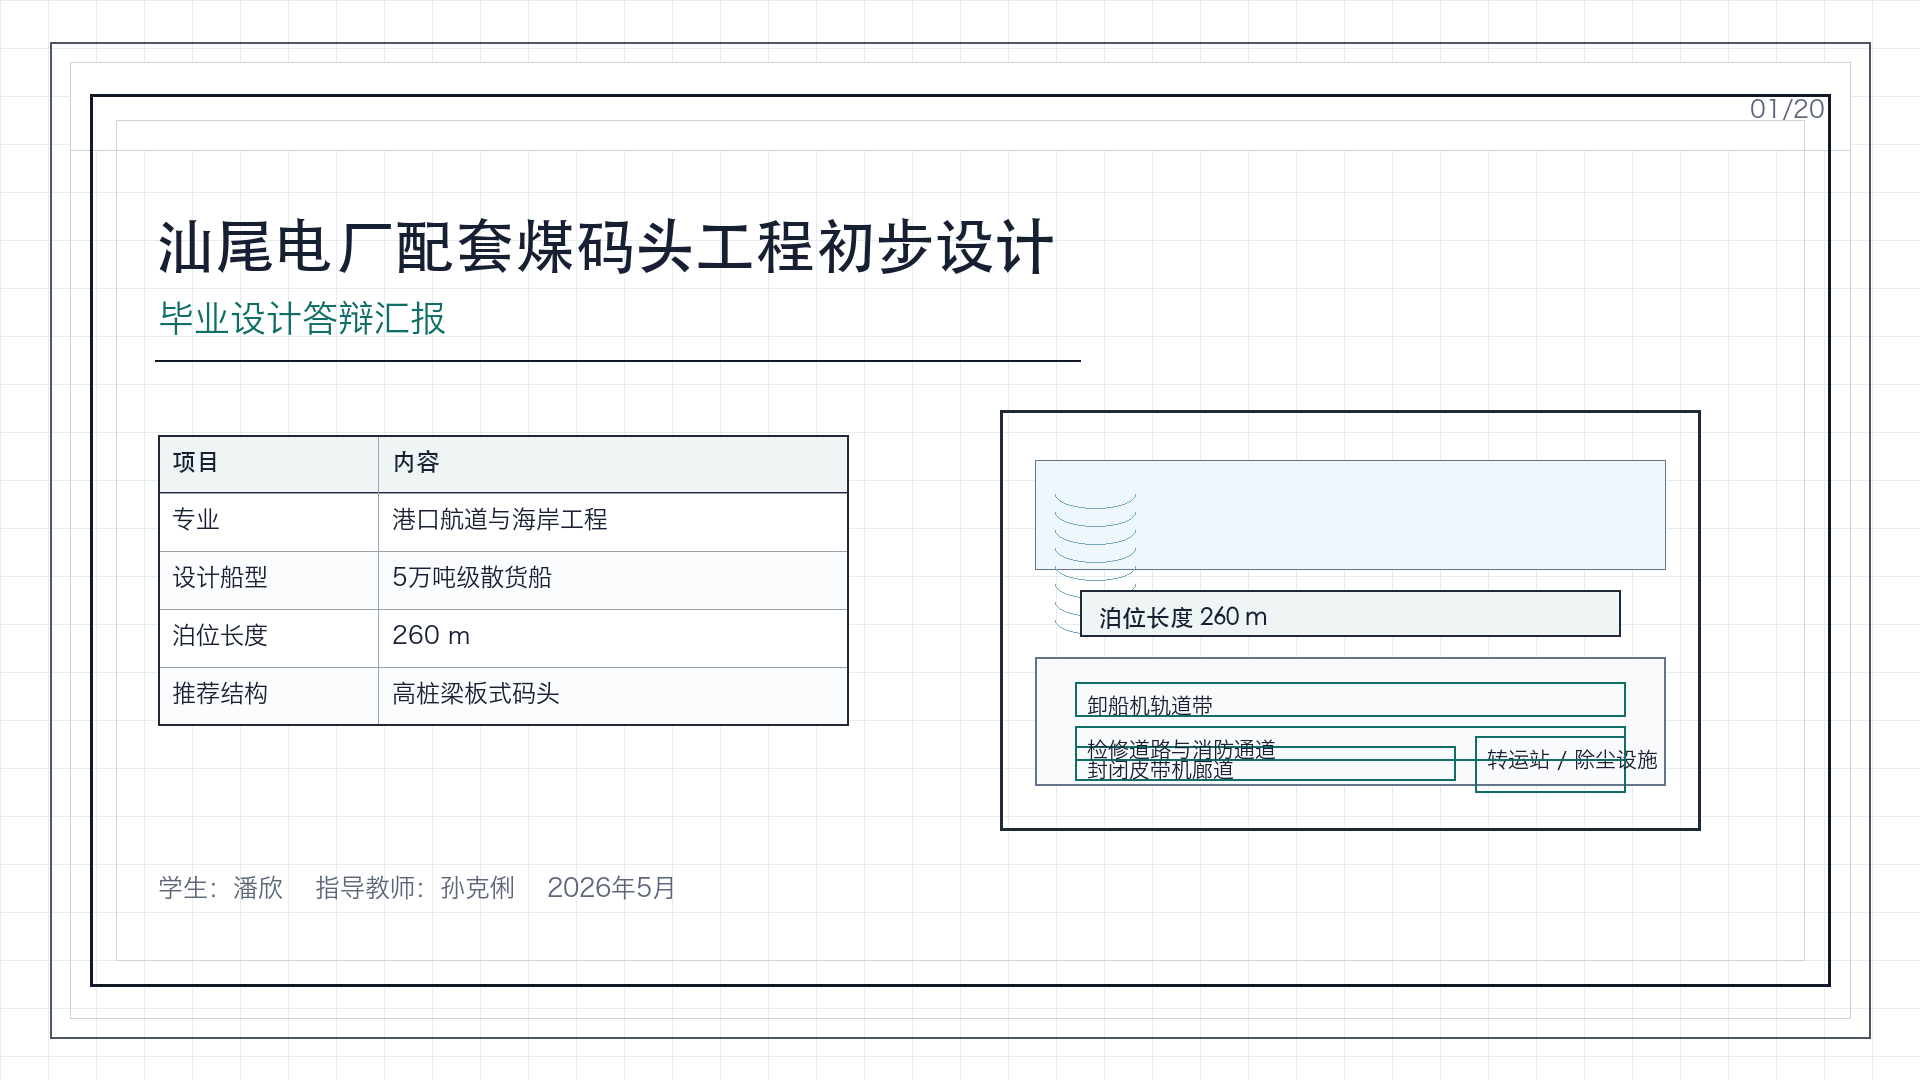 01/20
汕尾电厂配套煤码头工程初步设计
毕业设计答辩汇报
项目 内容
专业 港口航道与海岸工程
设计船型 5万吨级散货船
泊位长度 260 m
推荐结构 高桩梁板式码头
泊位长度 260 m
卸船机轨道带
检修道路与消防通道
封闭皮带机廊道
转运站 / 除尘设施
学生：潘欣 指导教师：孙克俐 2026年5月